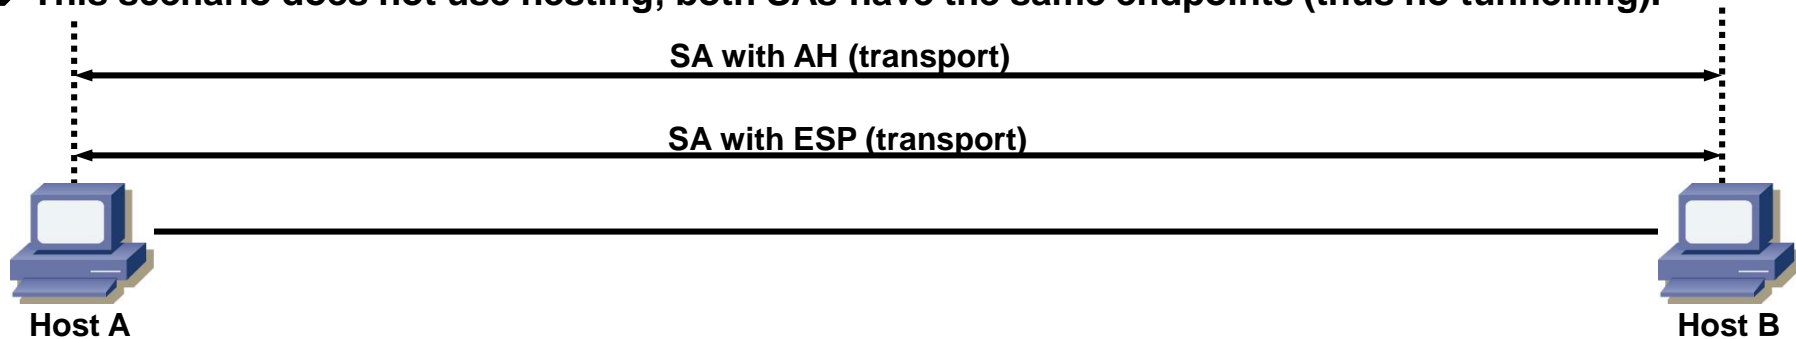 This scenario does not use nesting, both SAs have the same endpoints (thus no tunnelling).
SA with AH (transport)
SA with ESP (transport)
Host A
Host B